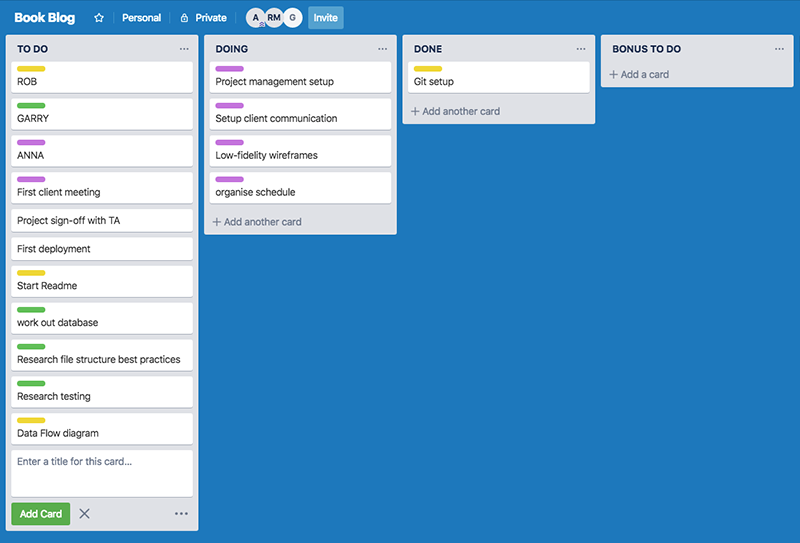 Book Blog
Personal
Private
A
RM
G
Invite
TO DO
ROB
GARRY
ANNA
First client meeting
Project sign-off with TA
First deployment
Start Readme
work out database
Research file structure best practices
Research testing
Data Flow diagram
Enter a title for this card...
Add Card
DOING
Project management setup
Setup client communication
Low-fidelity wireframes
organise schedule
+ Add another card
DONE
Git setup
+ Add another card
BONUS TO DO
+ Add a card